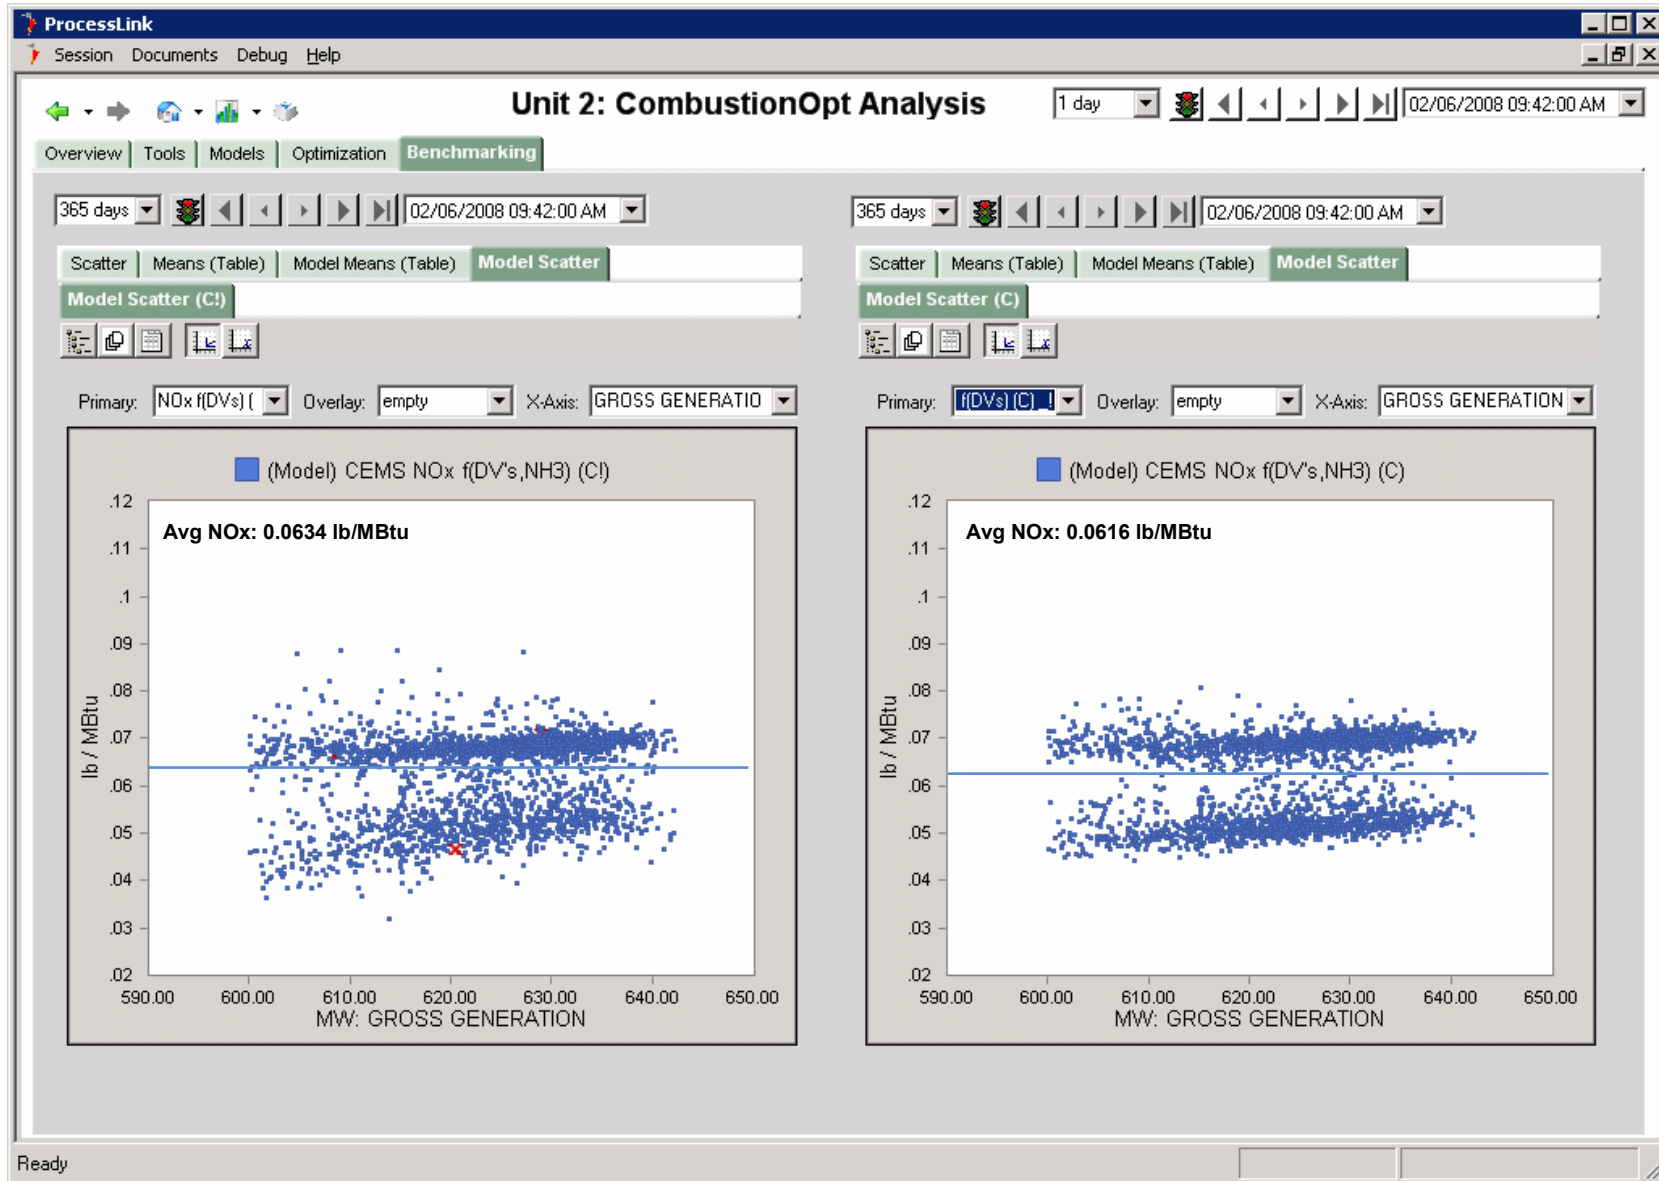 ProcessLink
Session Documents Debug Help
Unit 2: CombustionOpt Analysis
1 day
02/06/2008 09:42:00 AM
Overview Tools Models Optimization Benchmarking
365 days
02/06/2008 09:42:00 AM
Scatter Means (Table) Model Means (Table) Model Scatter
Model Scatter (C!)
Primary: NOx f(DVs) ( Overlay: empty X-Axis: GROSS GENERATIO
(Model) CEMS NOx f(DV's,NH3) (C!)
Avg NOx: 0.0634 lb/MBtu
.12
.11
.1
.09
.08
.07
.06
.05
.04
.03
.02
lb / MBtu
590.00 600.00 610.00 620.00 630.00 640.00 650.00
MW: GROSS GENERATION
365 days
02/06/2008 09:42:00 AM
Scatter Means (Table) Model Means (Table) Model Scatter
Model Scatter (C)
Primary: f(DVs) (C) _! Overlay: empty X-Axis: GROSS GENERATION
(Model) CEMS NOx f(DV's,NH3) (C)
Avg NOx: 0.0616 lb/MBtu
.12
.11
.1
.09
.08
.07
.06
.05
.04
.03
.02
lb / MBtu
590.00 600.00 610.00 620.00 630.00 640.00 650.00
MW: GROSS GENERATION
Ready